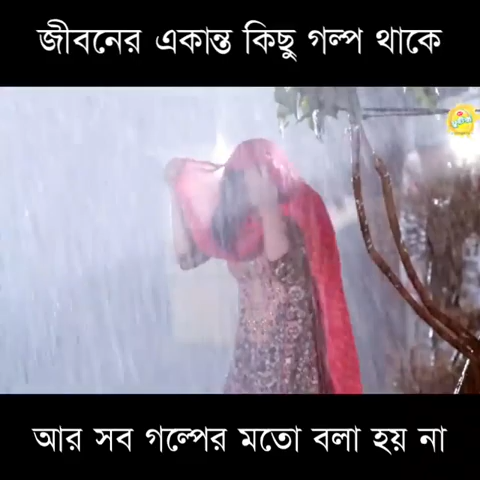 জীবনের একান্ত কিছু গল্প থাকে
আর সব গল্পের মতো বলা হয় না